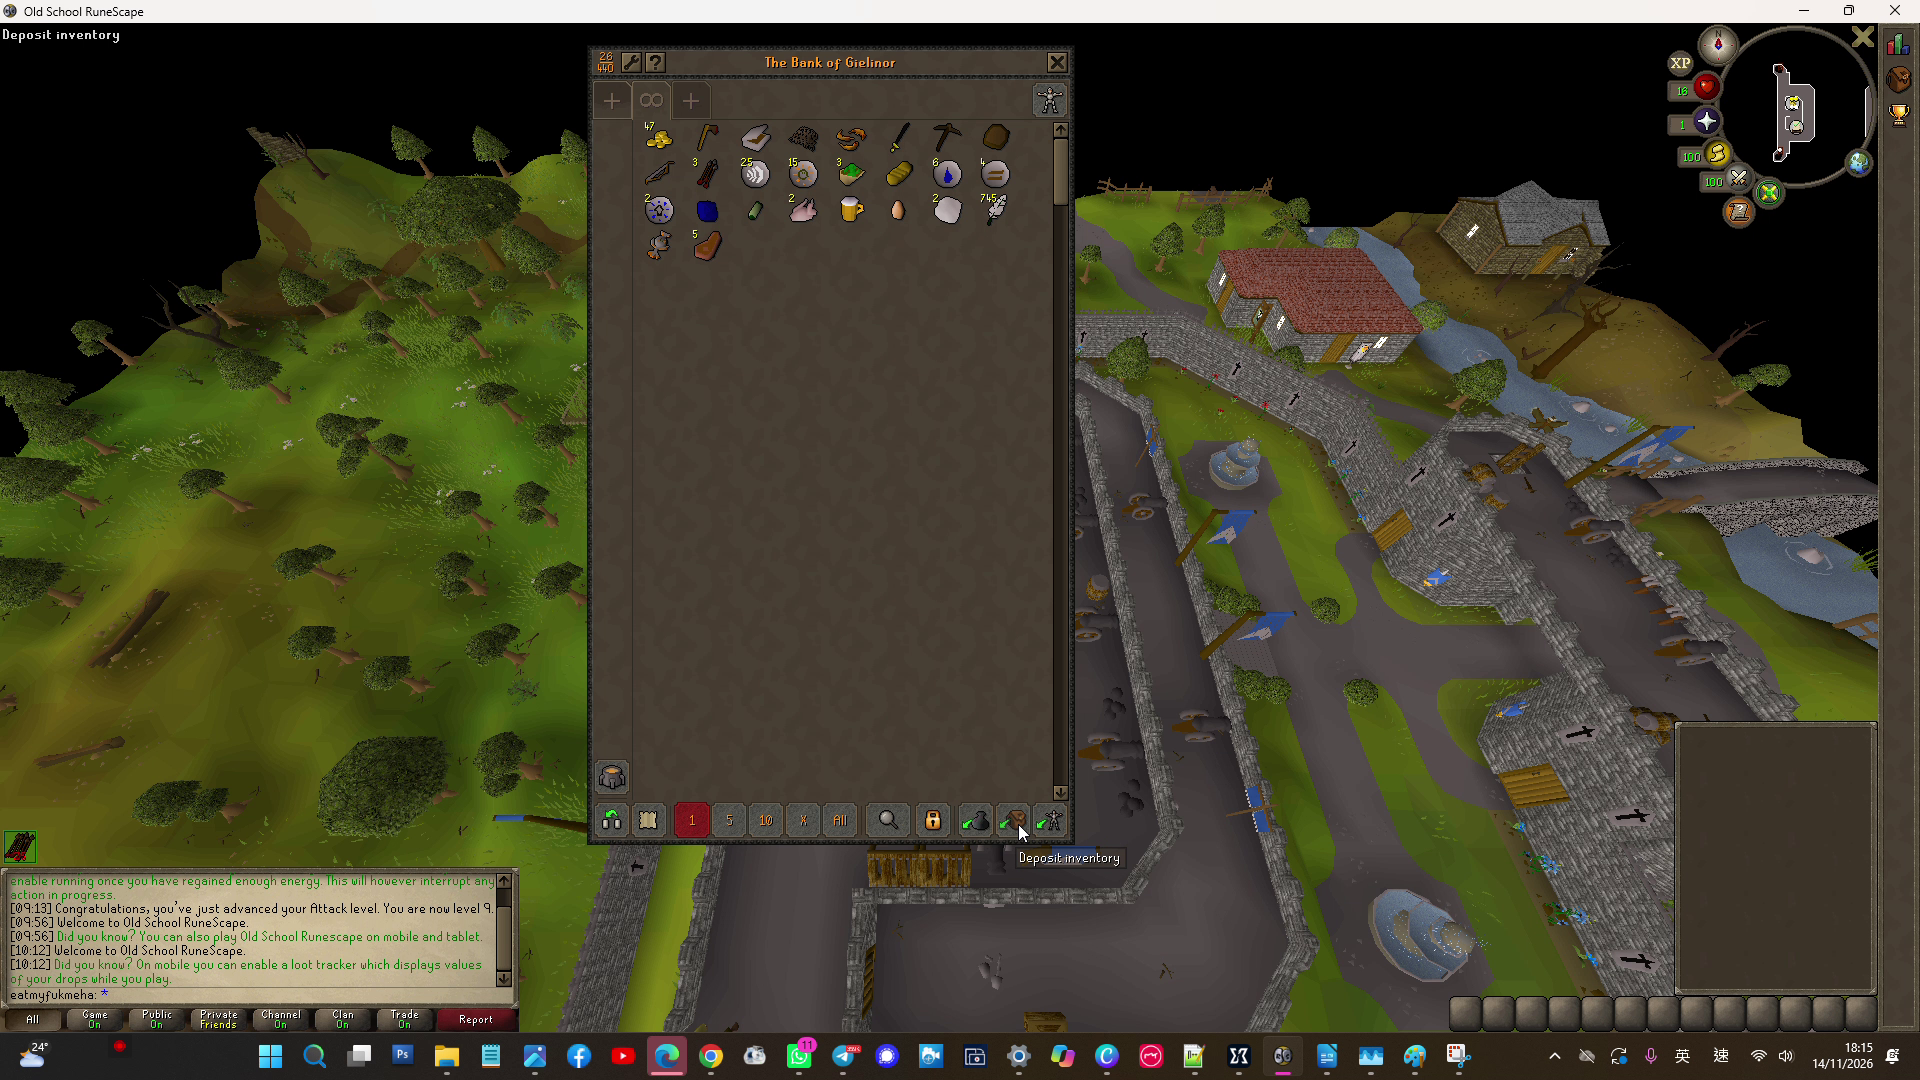 Old School RuneScape
Deposit inventory
26
440
The Bank of Gielinor
47
3
25
15
3
6
4
2
2
2
745
5
1
5
10
X
All
Deposit inventory
XP
N
16
1
100
100
enable running once you have regained enough energy. This will however interrupt any
action in progress.
[09:13] Congratulations, you've just advanced your Attack level. You are now level 9.
[09:56] Welcome to Old School RuneScape.
[09:56] Did you know? You can also play Old School Runescape on mobile and tablet.
[10:12] Welcome to Old School RuneScape.
[10:12] Did you know? On mobile you can enable a loot tracker which displays values
of your drops while you play.
eatmyfukmeha: *
All
Game
On
Public
On
Private
Friends
Channel
On
Clan
On
Trade
On
Report
24°
Ps
11
英
速
18:15
14/11/2026